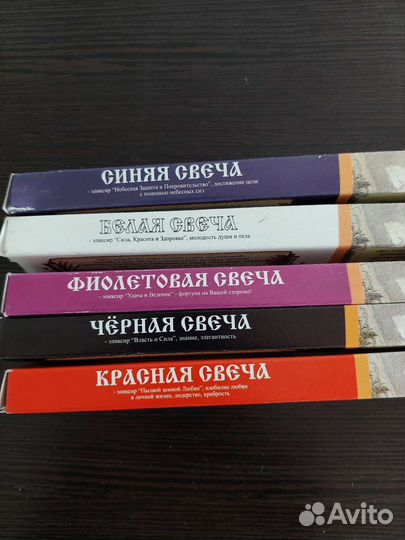 СИНЯЯ СВЕЧА
- эликсир "Небесная Защита и Покровительство", достижение цели
с помощью небесных сил
БЕЛАЯ СВЕЧА
- эликсир "Сила, Красота и Здоровье", молодость души и тела
ФИОЛЕТОВАЯ СВЕЧА
- эликсир "Удача и Везение" - фортуна на Вашей стороне!
ЧЁРНАЯ СВЕЧА
- эликсир "Власть и Сила", знание, элегантность
КРАСНАЯ СВЕЧА
- эликсир "Пылкой земной Любви", изобилие любви
в личной жизни, лидерство, храбрость
Avito